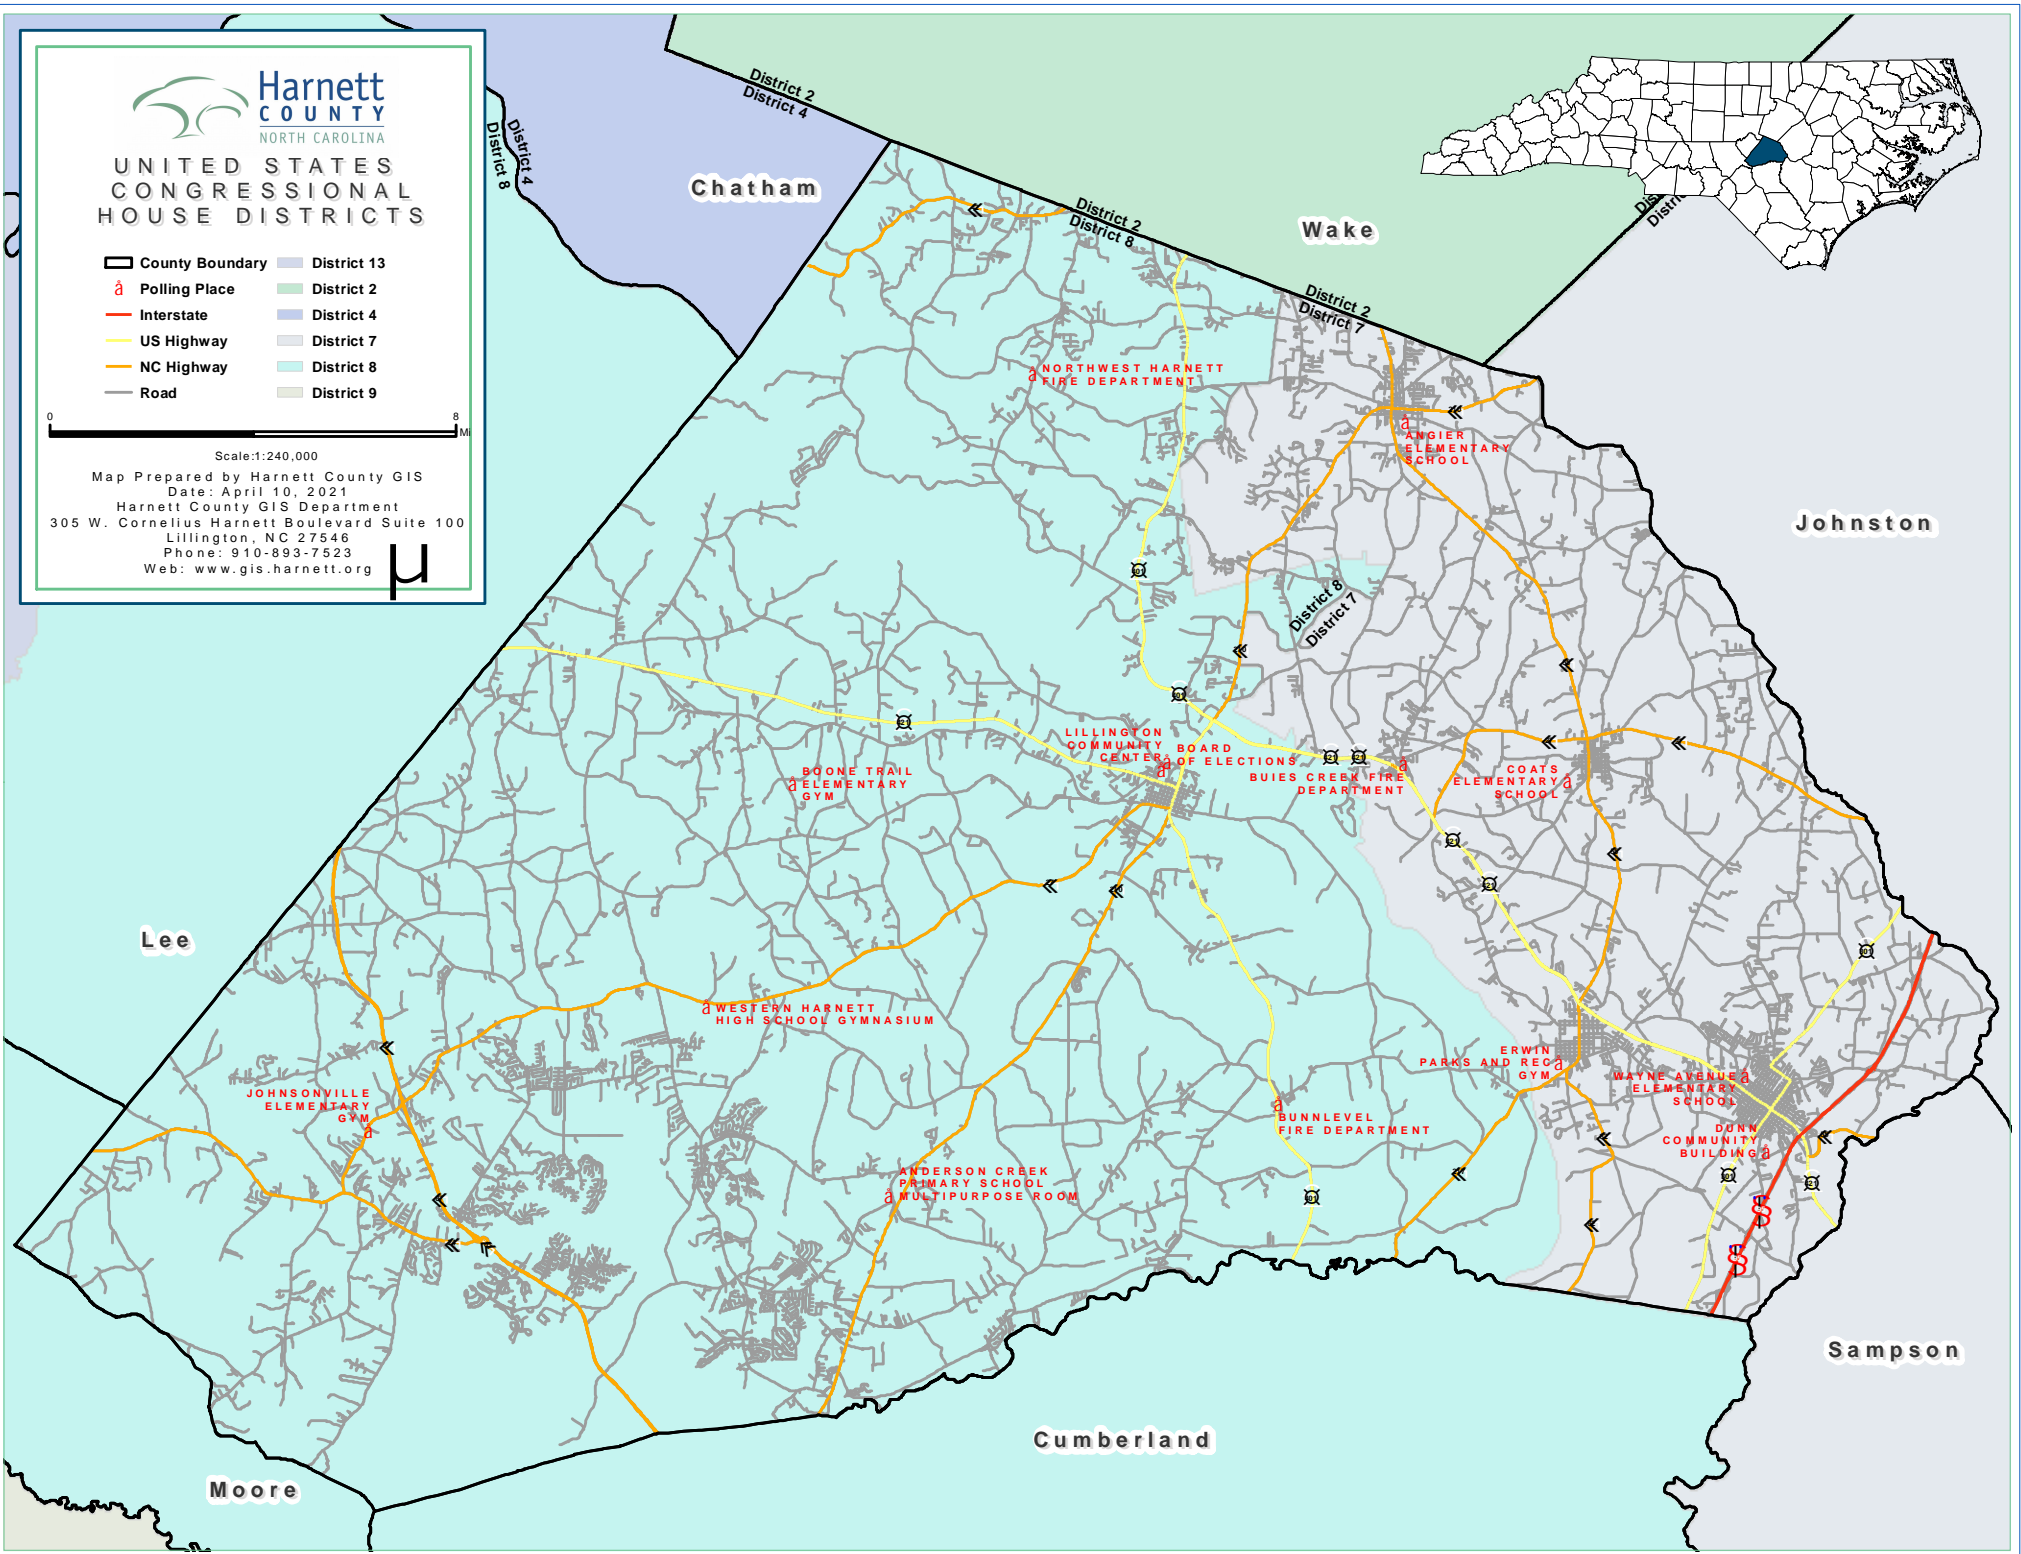 Harnett
COUNTY
NORTH CAROLINA
UNITED STATES
CONGRESSIONAL
HOUSE DISTRICTS
County Boundary
Polling Place
Interstate
US Highway
NC Highway
Road
District 13
District 2
District 4
District 7
District 8
District 9
0 8
Mi
Scale:1:240,000
Map Prepared by Harnett County GIS
Date: April 10, 2021
Harnett County GIS Department
305 W. Cornelius Harnett Boulevard Suite 100
Lillington, NC 27546
Phone: 910-893-7523
Web: www.gis.harnett.org
µ
District 4
District 8
District 2
District 4
Chatham
District 2
District 8
Wake
District 2
District 7
NORTHWEST HARNETT
FIRE DEPARTMENT
ANGIER
ELEMENTARY
SCHOOL
Johnston
District 8
District 7
LILLINGTON
COMMUNITY
CENTER
BOARD
OF ELECTIONS
BUIES CREEK FIRE
DEPARTMENT
COATS
ELEMENTARY
SCHOOL
BOONE TRAIL
ELEMENTARY
GYM
Lee
WESTERN HARNETT
HIGH SCHOOL GYMNASIUM
ERWIN
PARKS AND REC
GYM
WAYNE AVENUE
ELEMENTARY
SCHOOL
JOHNSONVILLE
ELEMENTARY
GYM
BUNNLEVEL
FIRE DEPARTMENT
DUNN
COMMUNITY
BUILDING
ANDERSON CREEK
PRIMARY SCHOOL
MULTIPURPOSE ROOM
Sampson
Cumberland
Moore